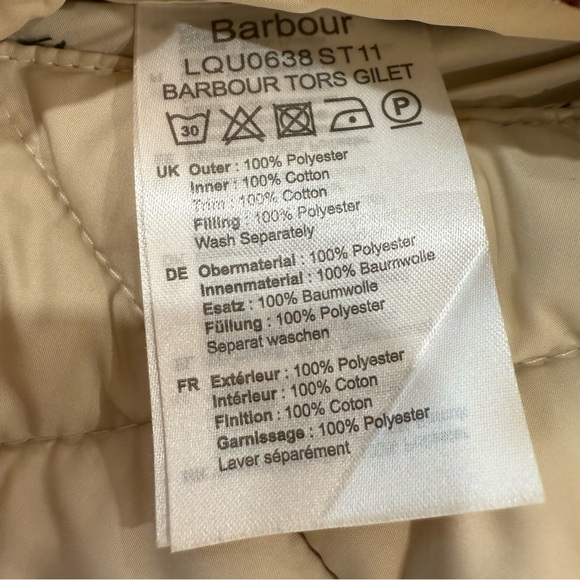 Barbour
LQU0638 ST11
BARBOUR TORS GILET
30 P
UK Outer : 100% Polyester
Inner : 100% Cotton
Trim : 100% Cotton
Filling : 100% Polyester
Wash Separately
DE Obermaterial : 100% Polyester
Innenmaterial : 100% Baumwolle
Esatz : 100% Baumwolle
Füllung : 100% Polyester
Separat waschen
FR Extérieur : 100% Polyester
Intérieur : 100% Coton
Finition : 100% Coton
Garnissage : 100% Polyester
Laver séparément